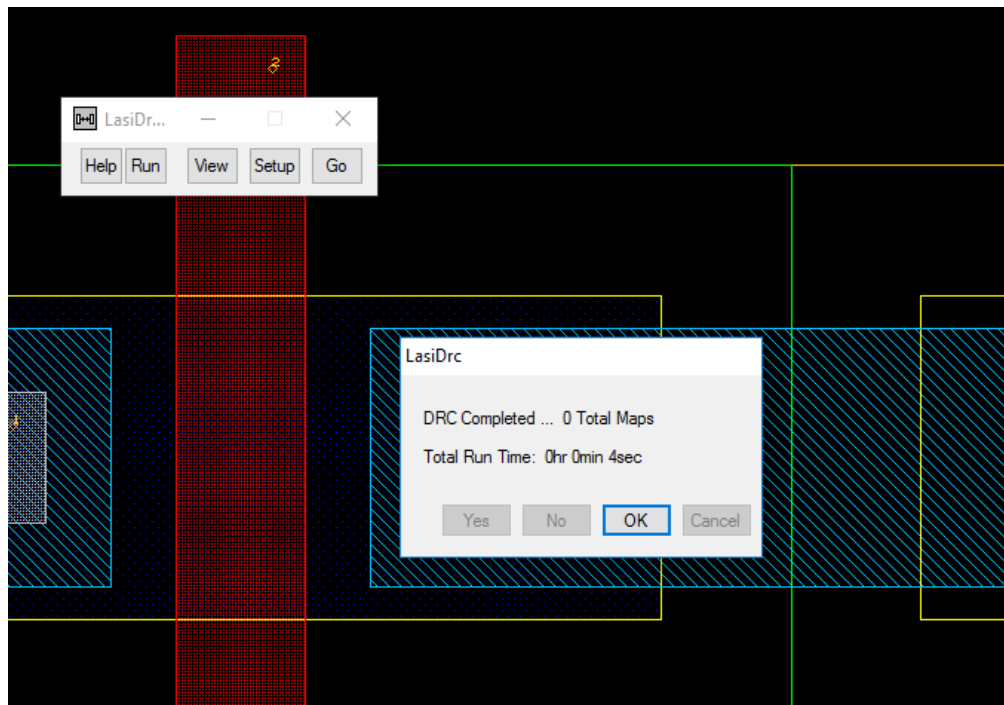 2
LasiDr...
Help Run View Setup Go
LasiDrc
DRC Completed ... 0 Total Maps
Total Run Time: 0hr 0min 4sec
Yes No OK Cancel